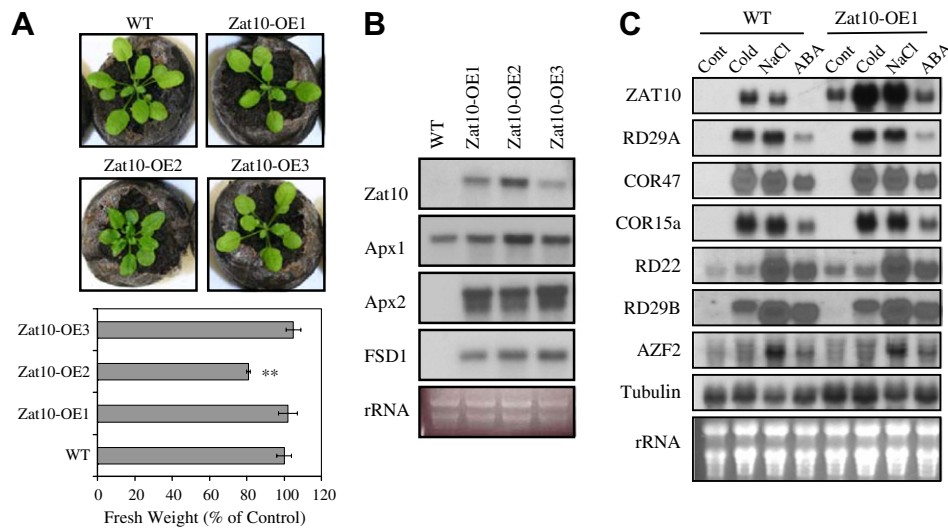 A
WT
Zat10-OE1
Zat10-OE2
Zat10-OE3
Zat10-OE3
Zat10-OE2
**
Zat10-OE1
WT
0 20 40 60 80 100 120
Fresh Weight (% of Control)
B
WT
Zat10-OE1
Zat10-OE2
Zat10-OE3
Zat10
Apx1
Apx2
FSD1
rRNA
C
WT
Zat10-OE1
Cont
Cold
NaCl
ABA
Cont
Cold
NaCl
ABA
ZAT10
RD29A
COR47
COR15a
RD22
RD29B
AZF2
Tubulin
rRNA